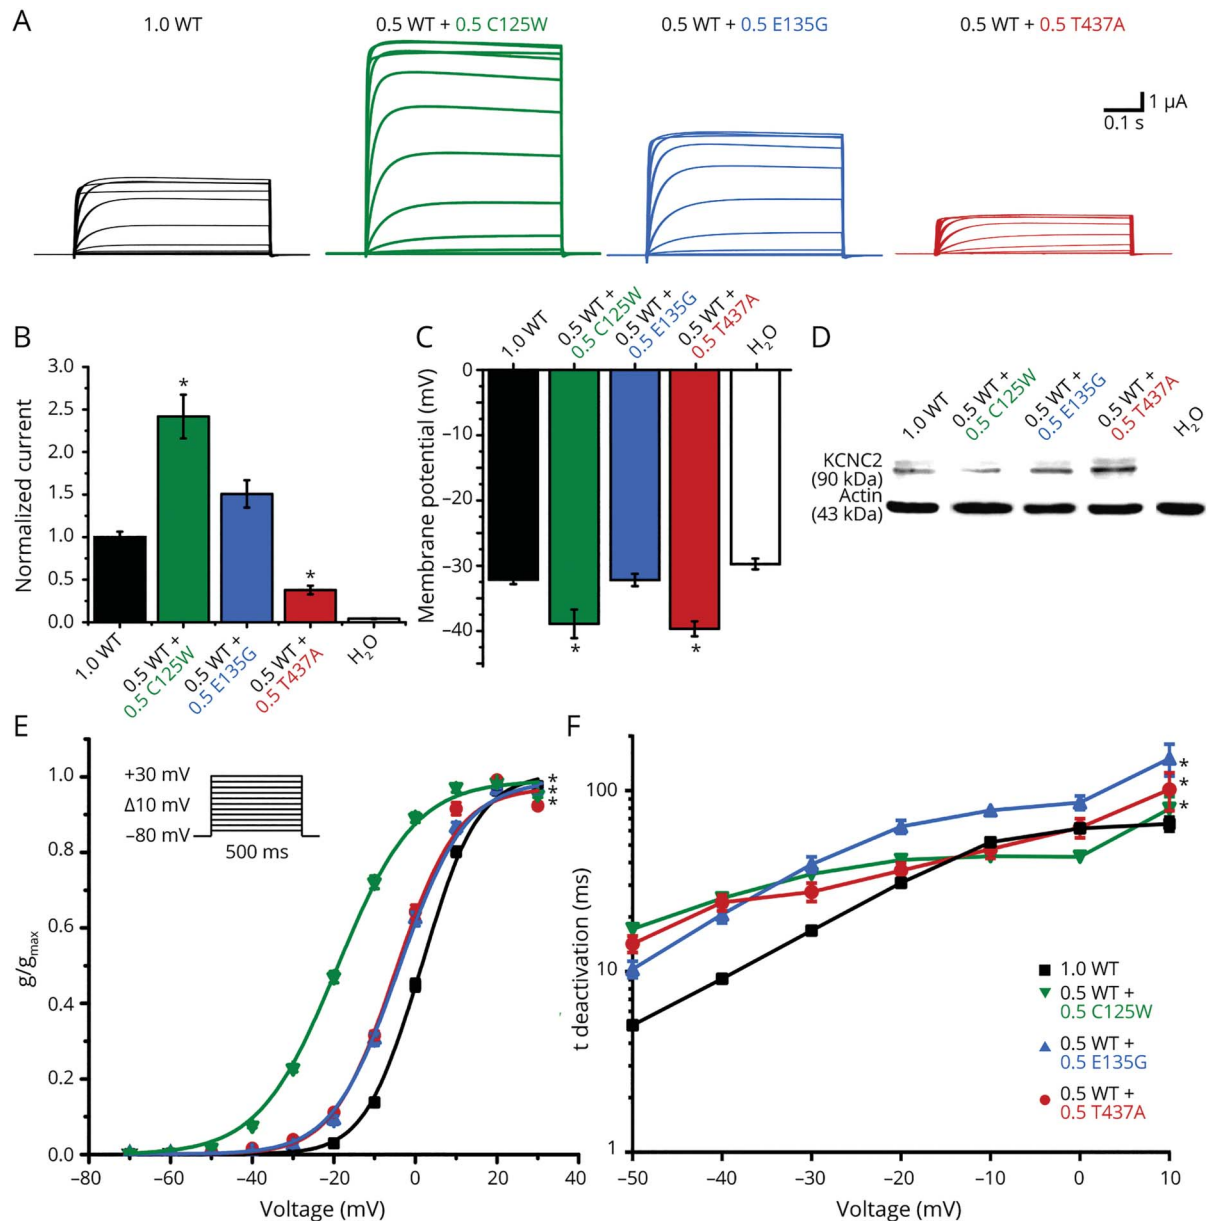 A
1.0 WT
0.5 WT + 0.5 C125W
0.5 WT + 0.5 E135G
0.5 WT + 0.5 T437A
1 µA
0.1 s
B
Normalized current
3.0
2.5
2.0
1.5
1.0
0.5
0.0
*
*
1.0 WT
0.5 WT +
0.5 C125W
0.5 WT +
0.5 E135G
0.5 WT +
0.5 T437A
H2O
C
1.0 WT
0.5 WT +
0.5 C125W
0.5 WT +
0.5 E135G
0.5 WT +
0.5 T437A
H2O
Membrane potential (mV)
0
−10
−20
−30
−40
*
*
D
1.0 WT
0.5 WT +
0.5 C125W
0.5 WT +
0.5 E135G
0.5 WT +
0.5 T437A
H2O
KCNC2
(90 kDa)
Actin
(43 kDa)
E
g/gmax
1.0
0.8
0.6
0.4
0.2
0.0
+30 mV
Δ10 mV
−80 mV
500 ms
*
*
*
−80
−60
−40
−20
0
20
40
Voltage (mV)
F
t deactivation (ms)
100
10
1
*
*
*
1.0 WT
0.5 WT +
0.5 C125W
0.5 WT +
0.5 E135G
0.5 WT +
0.5 T437A
−50
−40
−30
−20
−10
0
10
Voltage (mV)